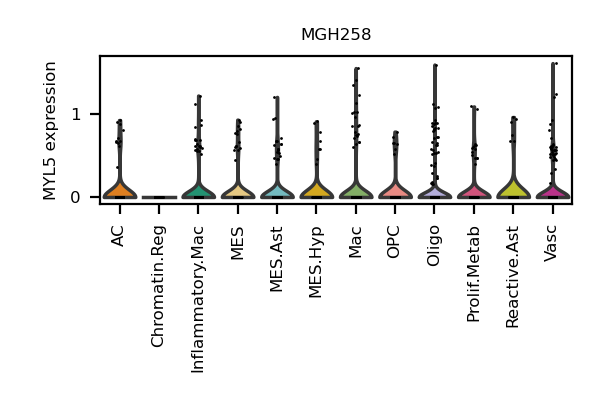 MGH258
MYL5 expression
1
0
AC
Chromatin.Reg
Inflammatory.Mac
MES
MES.Ast
MES.Hyp
Mac
OPC
Oligo
Prolif.Metab
Reactive.Ast
Vasc